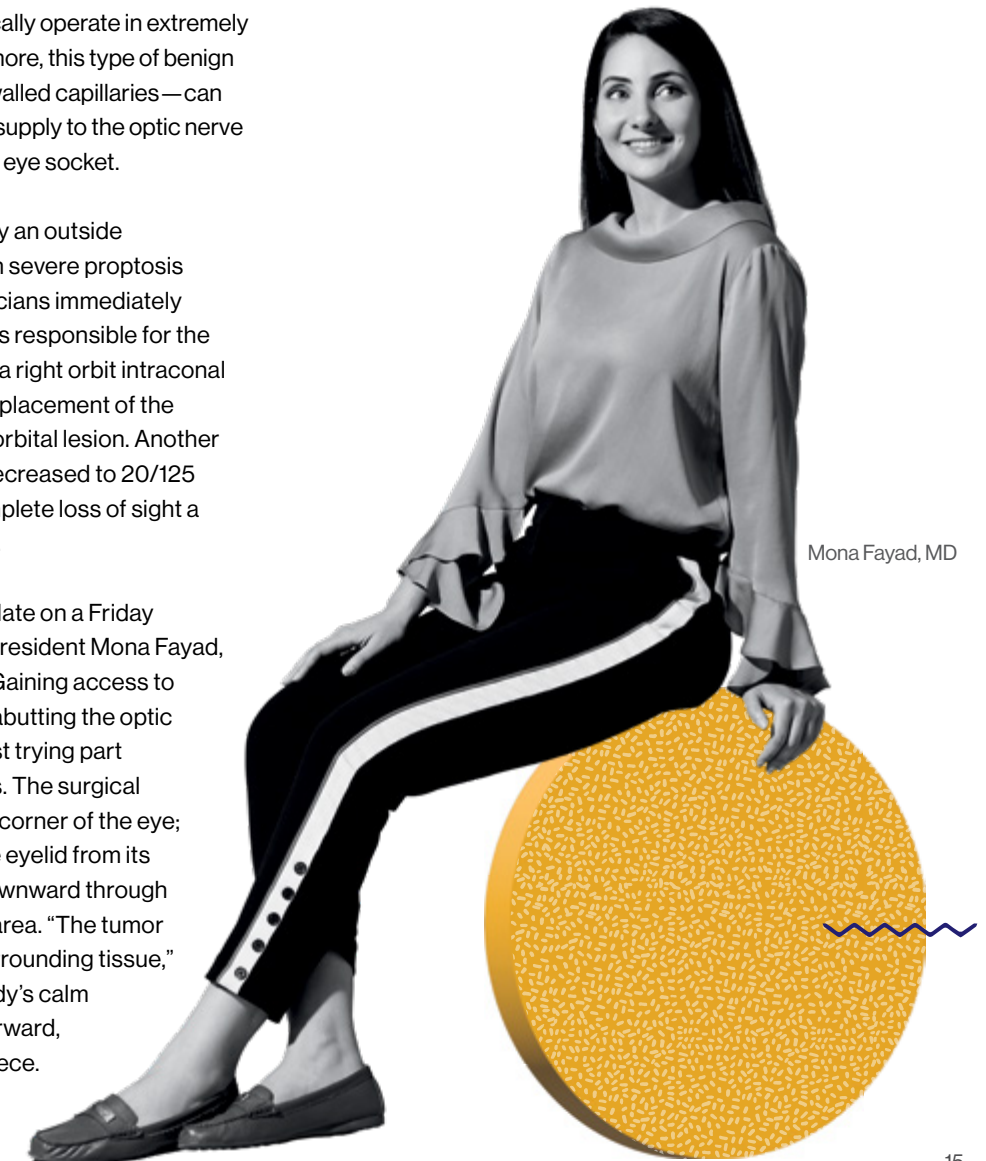 cally operate in extremely
more, this type of benign
walled capillaries—can
supply to the optic nerve
eye socket.
y an outside
severe proptosis
cians immediately
s responsible for the
a right orbit intraconal
placement of the
orbital lesion. Another
ecreased to 20/125
plete loss of sight a
late on a Friday
resident Mona Fayad,
Gaining access to
abutting the optic
st trying part
s. The surgical
corner of the eye;
eyelid from its
wnward through
area. “The tumor
rounding tissue,”
dy’s calm
rward,
ece.
Mona Fayad, MD
15